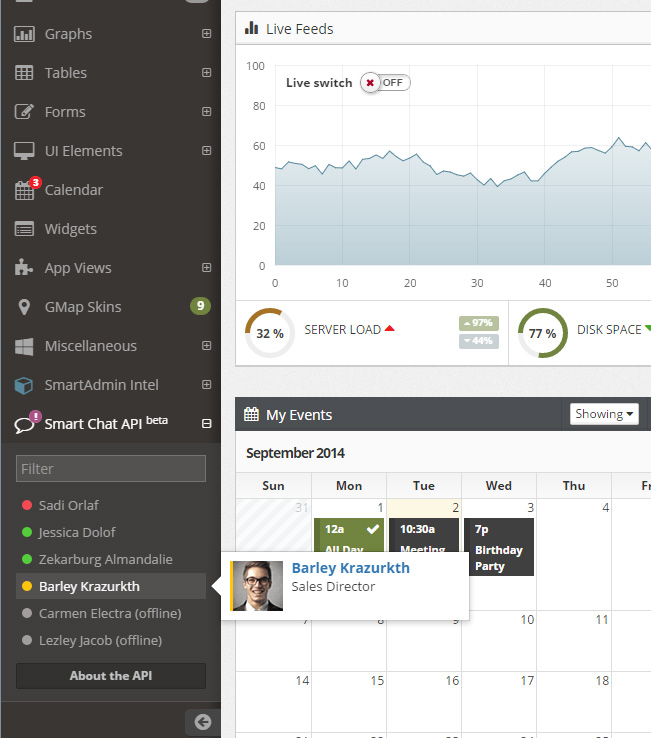 Graphs
Tables
Forms
UI Elements
3
Calendar
Widgets
App Views
GMap Skins 9
Miscellaneous
SmartAdmin Intel
!
Smart Chat API beta
Filter
Sadi Orlaf
Jessica Dolof
Zekarburg Almandalie
Barley Krazurkth
Carmen Electra (offline)
Lezley Jacob (offline)
About the API
Live Feeds
Live switch OFF
100
80
60
40
20
0
0 10 20 30 40 50
32 % SERVER LOAD 97% 44%
77 % DISK SPACE
My Events Showing
September 2014
Sun Mon Tue Wed Thu Fr
31 1 2 3 4
12a 10:30a 7p
All Day Meeting Birthday
Party
Barley Krazurkth
Sales Director
7 8 9 10 11
14 15 16 17 18